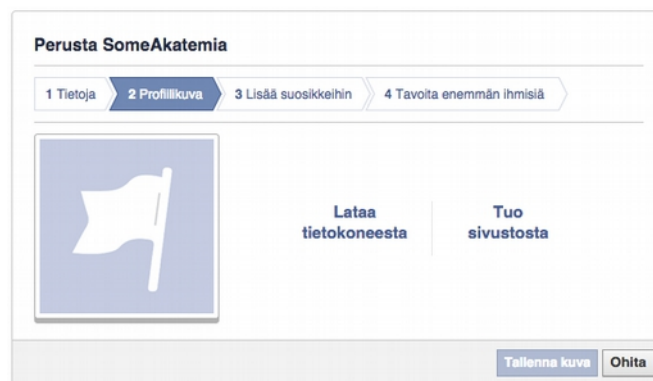 Perusta SomeAkatemia
1 Tietoja 2 Profiilikuva 3 Lisää suosikkeihin 4 Tavoita enemmän ihmisiä
Lataa tietokoneesta
Tuo sivustosta
Tallenna kuva Ohita